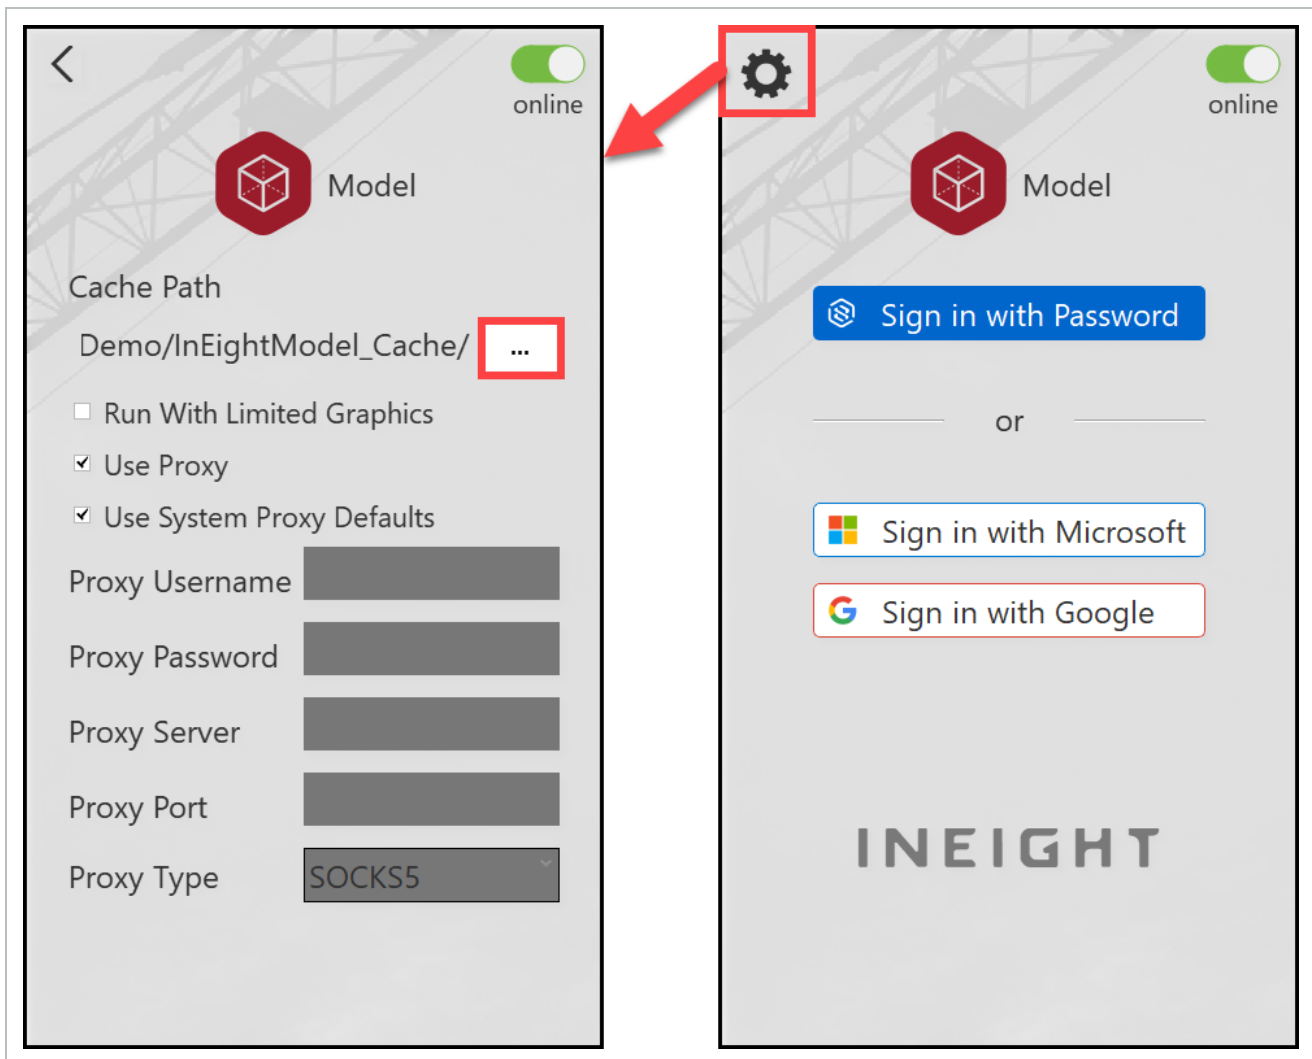 online
Model
Cache Path
Demo/InEightModel_Cache/ ...
Run With Limited Graphics
Use Proxy
Use System Proxy Defaults
Proxy Username
Proxy Password
Proxy Server
Proxy Port
Proxy Type SOCKS5
online
Model
Sign in with Password
or
Sign in with Microsoft
Sign in with Google
INEIGHT